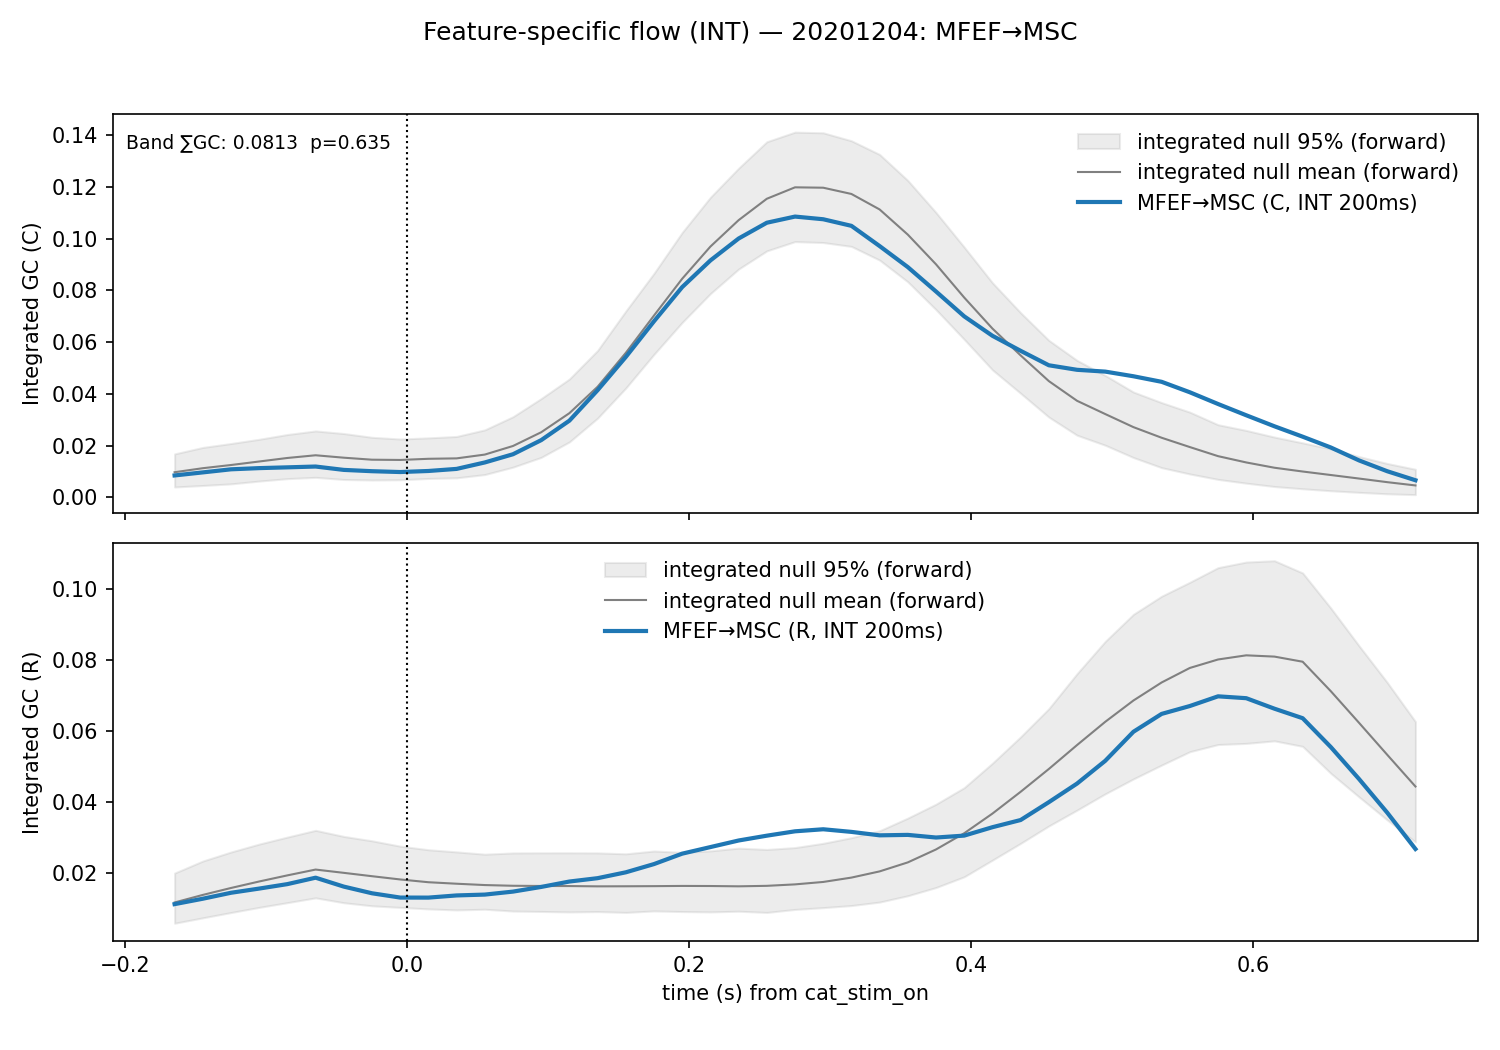 Feature-specific flow (INT) — 20201204: MFEF→MSC
Band ∑GC: 0.0813  p=0.635
integrated null 95% (forward)
integrated null mean (forward)
MFEF→MSC (C, INT 200ms)
Integrated GC (C)
0.14
0.12
0.10
0.08
0.06
0.04
0.02
0.00
integrated null 95% (forward)
integrated null mean (forward)
MFEF→MSC (R, INT 200ms)
Integrated GC (R)
0.10
0.08
0.06
0.04
0.02
−0.2 0.0 0.2 0.4 0.6
time (s) from cat_stim_on